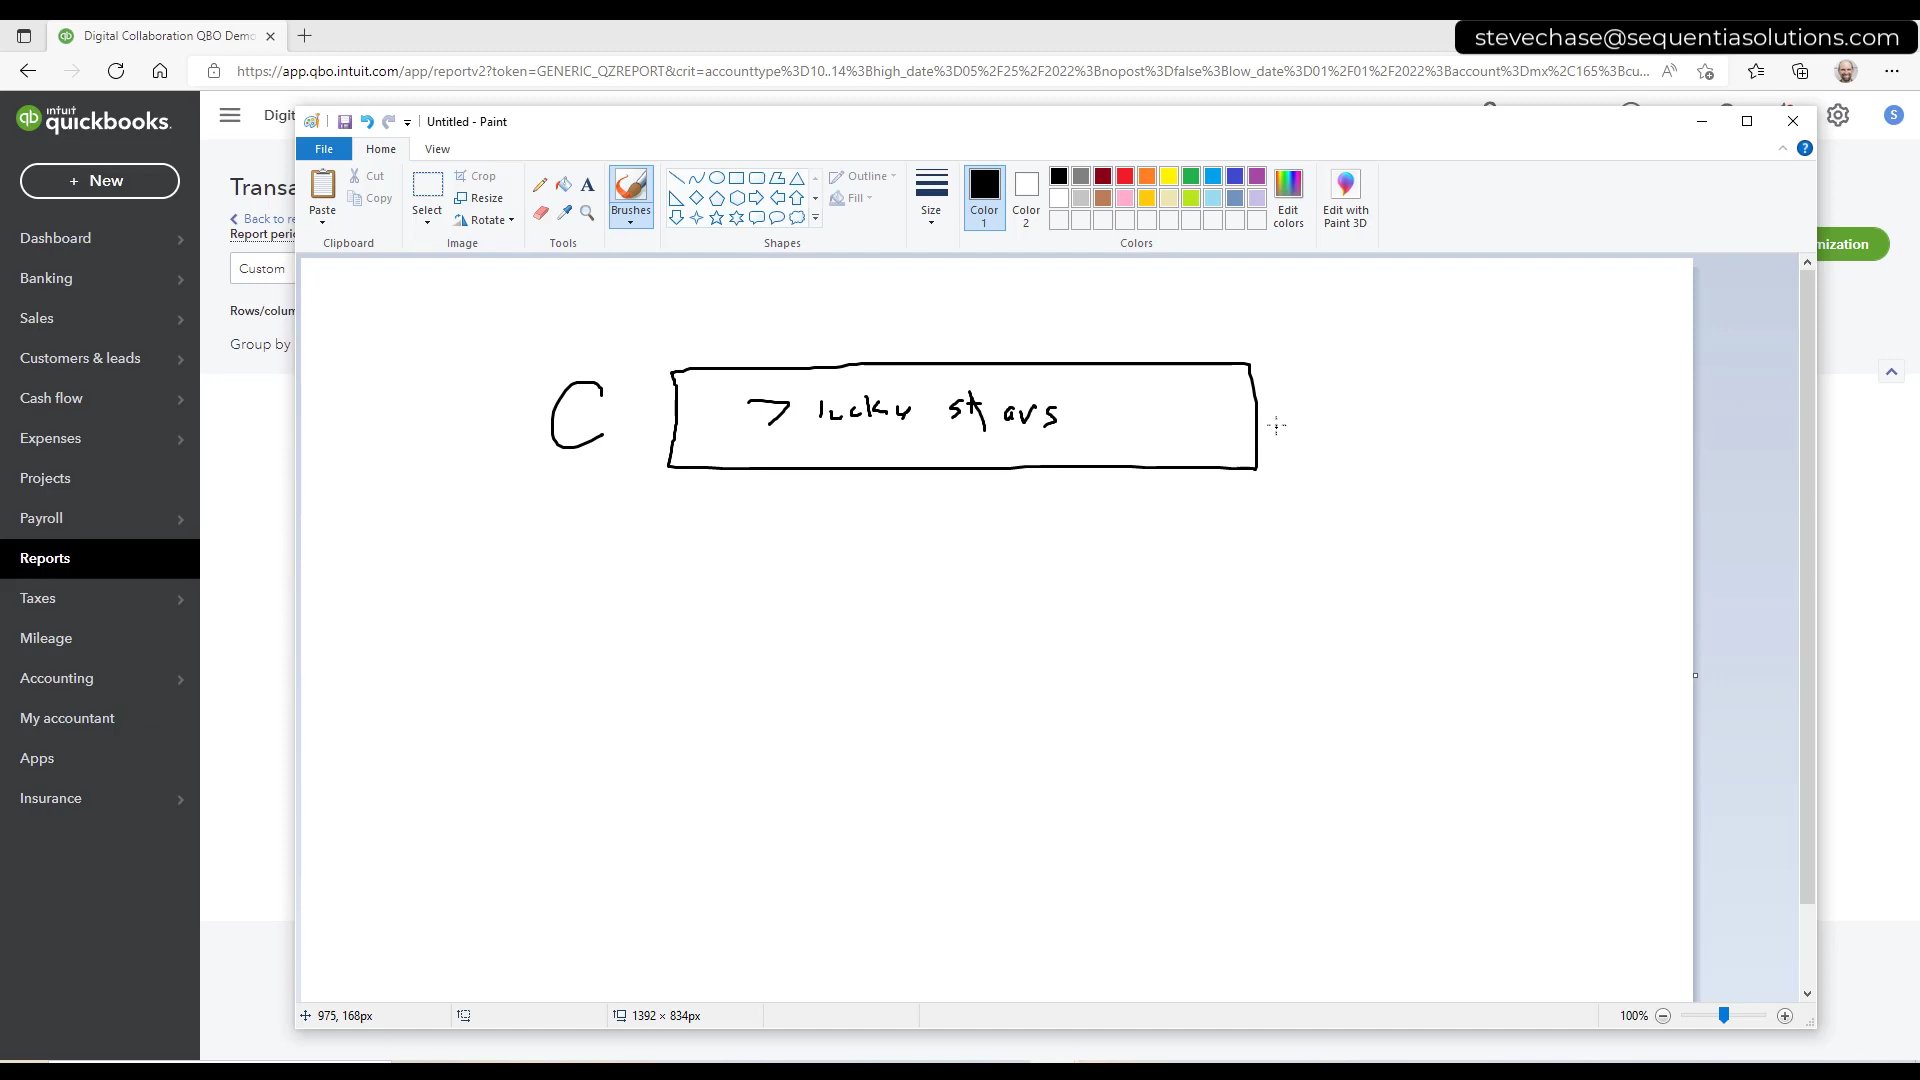 Digital Collaboration QBO Demo
stevechase@sequentiasolutions.com
https://app.qbo.intuit.com/app/reportv2?token=GENERIC_QZREPORT&crit=accounttype%3D10..14%3Bhigh_date%3D05%2F25%2F2022%3Bnopost%3Dfalse%3Blow_date%3D01%2F01%2F2022%3Baccount%3Dmx%2C165%3Bcu...
intuit
quickbooks.
Digit
S
+ New
Dashboard
Banking
Sales
Customers & leads
Cash flow
Expenses
Projects
Payroll
Reports
Taxes
Mileage
Accounting
My accountant
Apps
Insurance
Transa
Back to re
Report perio
Custom
Rows/colum
Group by
mization
Untitled - Paint
File Home View
Paste Cut Copy
Clipboard
Select Crop Resize Rotate
Image
A
Tools
Brushes
Outline Fill
Shapes
Size
Color 1
Color 2
Edit colors
Edit with Paint 3D
Colors
C 7 lucky stars
975, 168px
1392 × 834px
100%